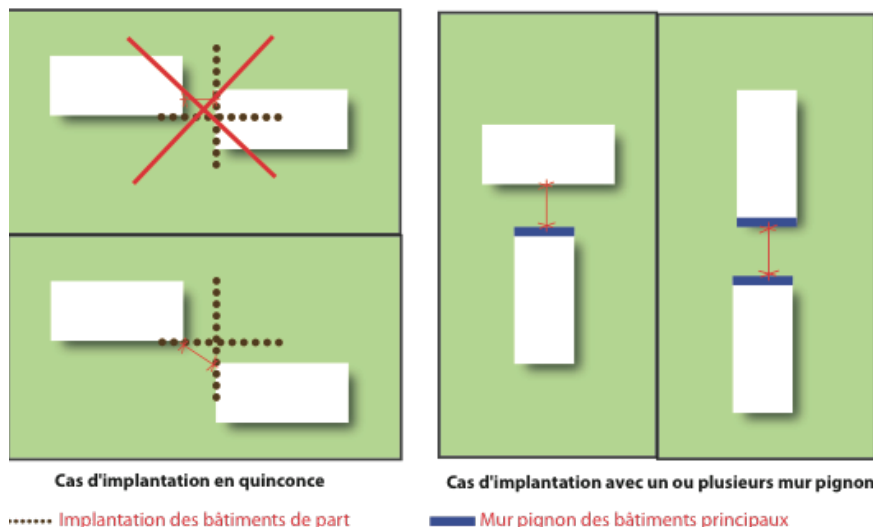 Cas d'implantation en quinconce
Cas d'implantation avec un ou plusieurs mur pignon
Implantation des bâtiments de part
Mur pignon des bâtiments principaux